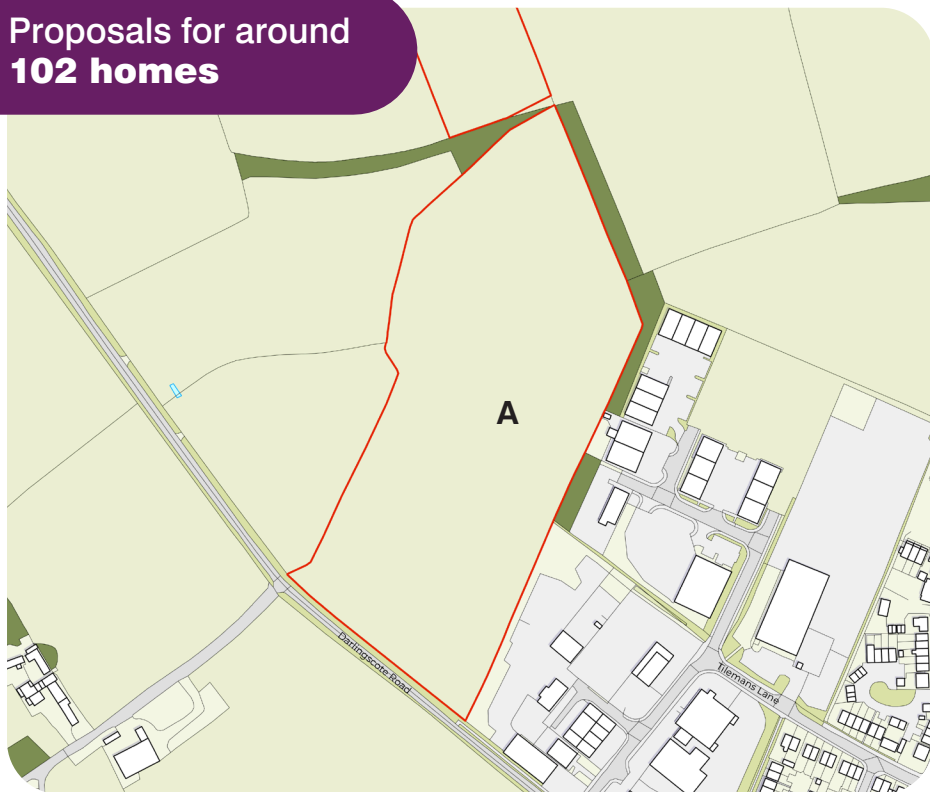 Proposals for around
102 homes
A
Darlingscote Road
Tilemans Lane